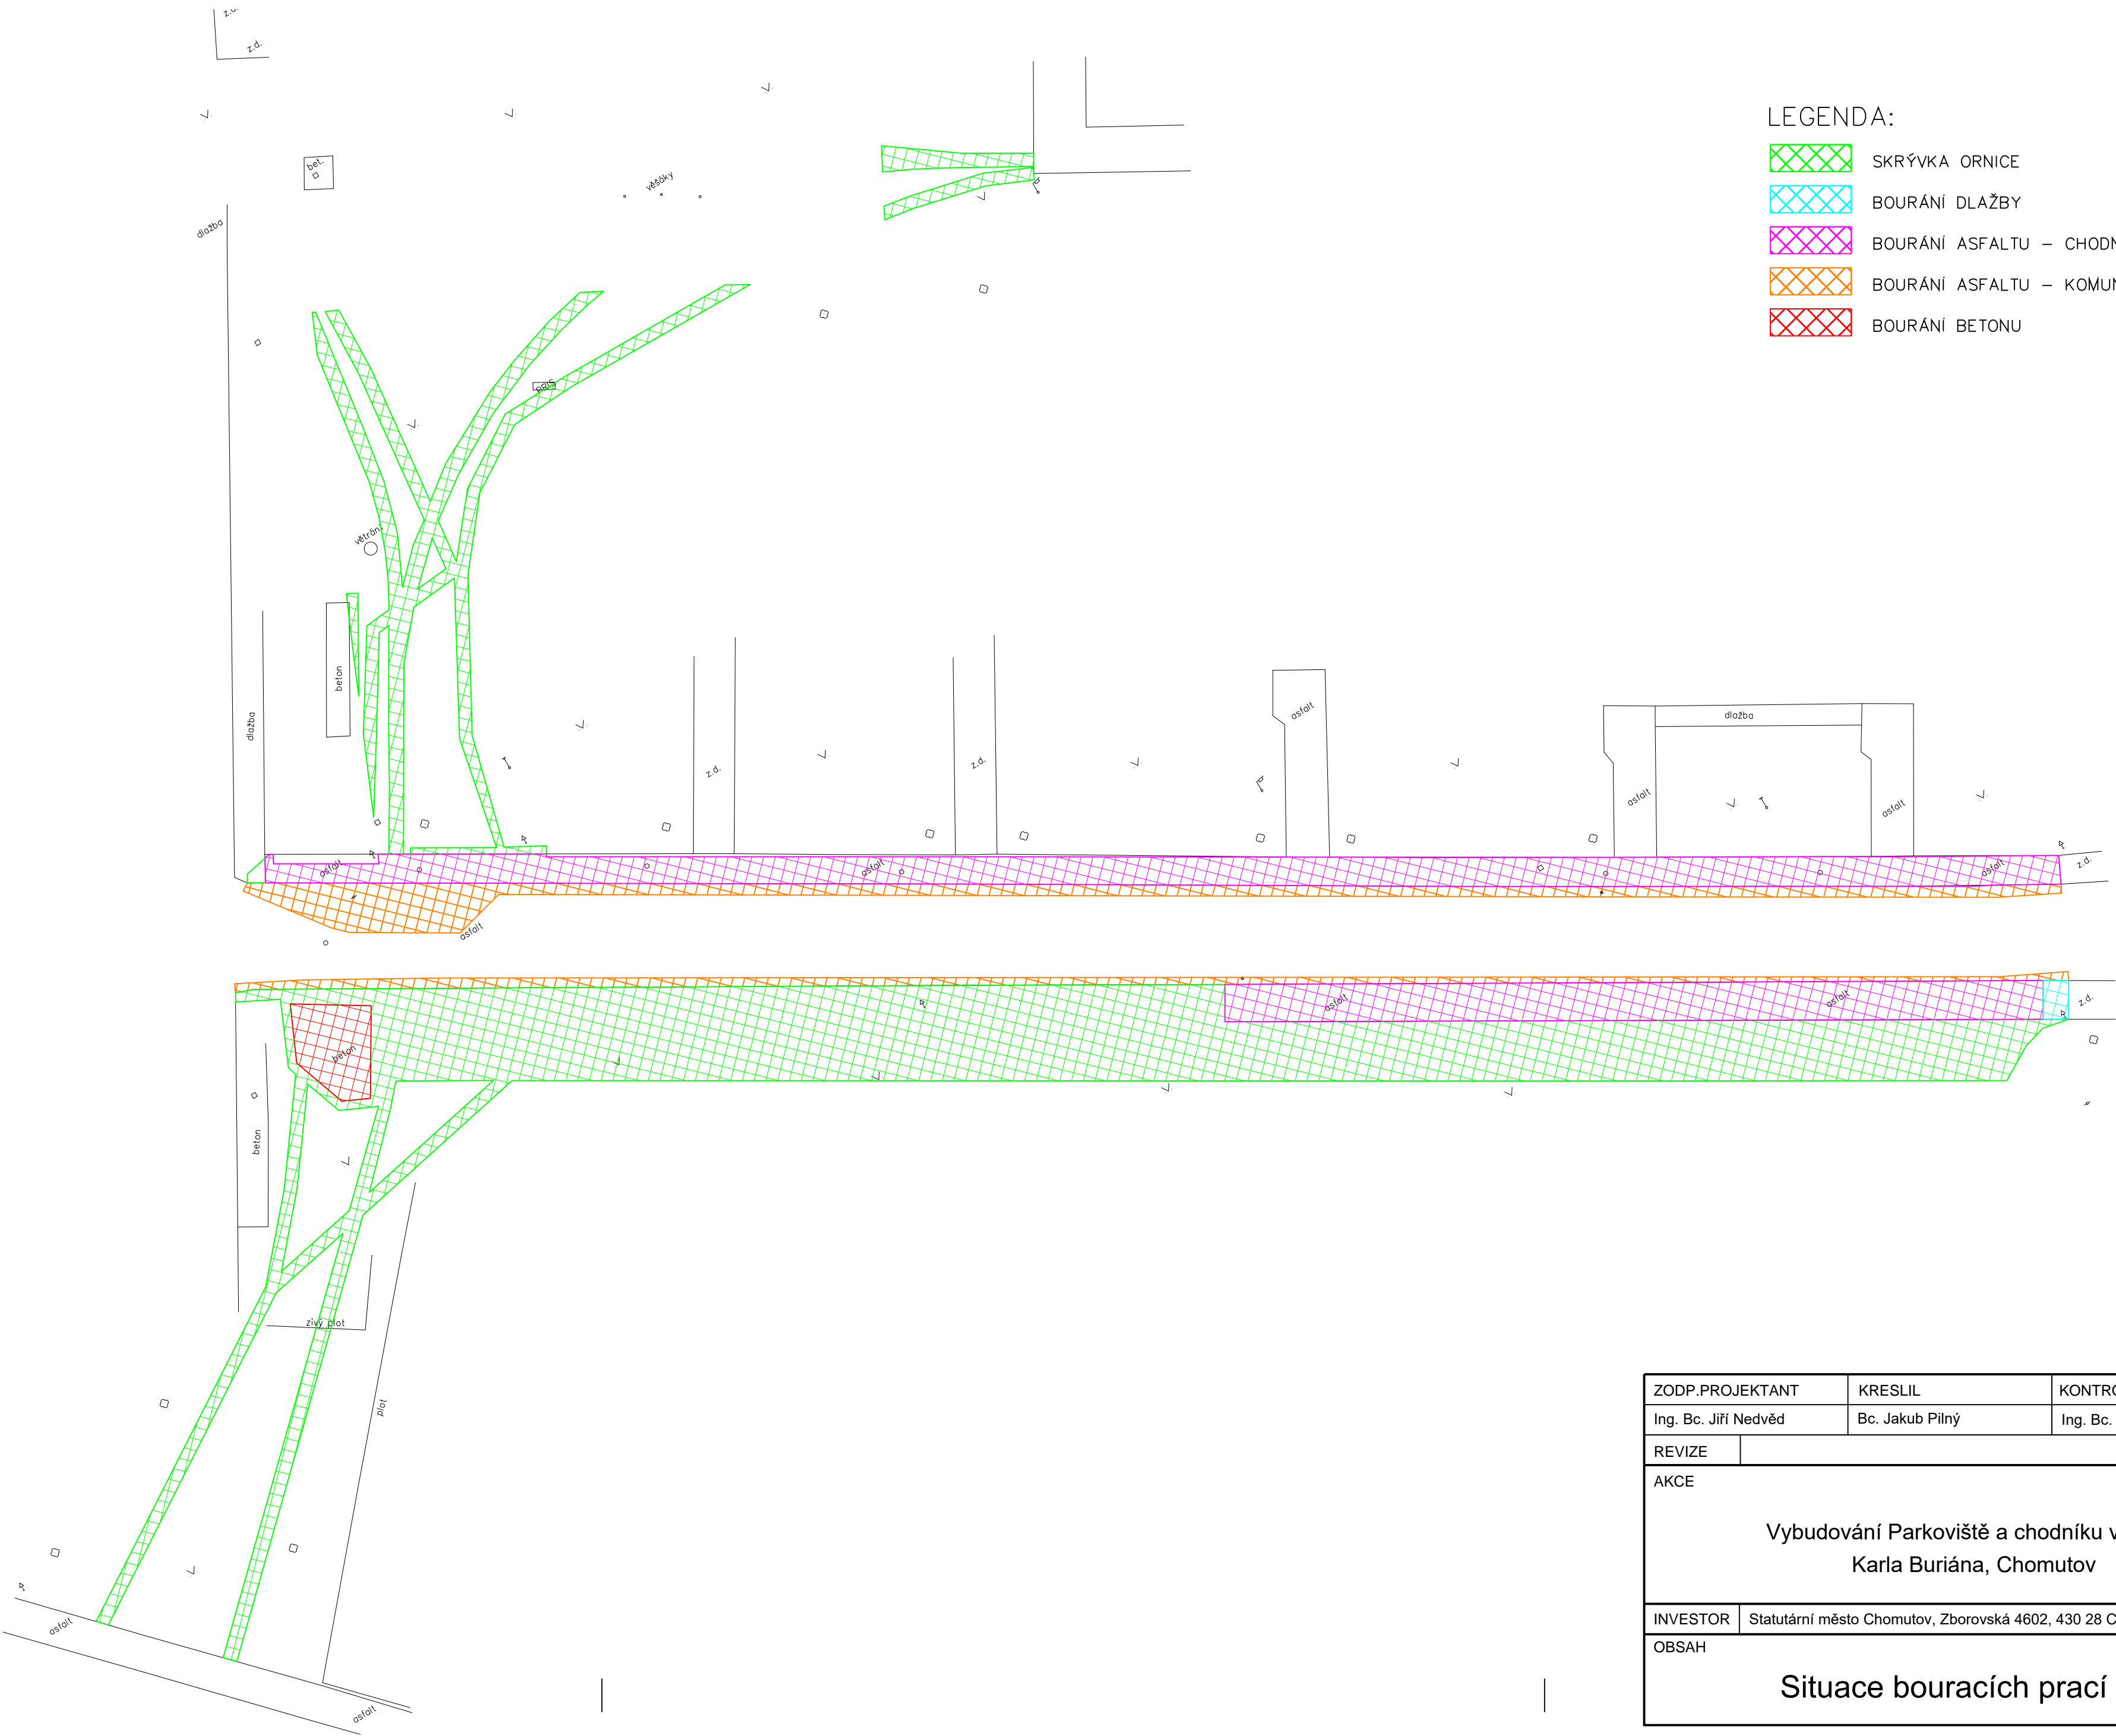 z.d.
z.d.
LEGENDA:
SKRÝVKA ORNICE
BOURÁNÍ DLAŽBY
BOURÁNÍ ASFALTU – CHODN
BOURÁNÍ ASFALTU – KOMUN
BOURÁNÍ BETONU
bet.
věšáky
dlažba
RRIS
větrání
beton
dlažba
z.d.
z.d.
asfalt
dlažba
asfalt
asfalt
asfalt
asfalt
asfalt
z.d.
asfalt
asfalt
asfalt
z.d.
beton
beton
živý plot
plot
asfalt
asfalt
ZODP.PROJEKTANT KRESLIL KONTRO
Ing. Bc. Jiří Nedvěd Bc. Jakub Pilný Ing. Bc.
REVIZE
AKCE
Vybudování Parkoviště a chodníku v
Karla Buriána, Chomutov
INVESTOR Statutární město Chomutov, Zborovská 4602, 430 28 C
OBSAH
Situace bouracích prací